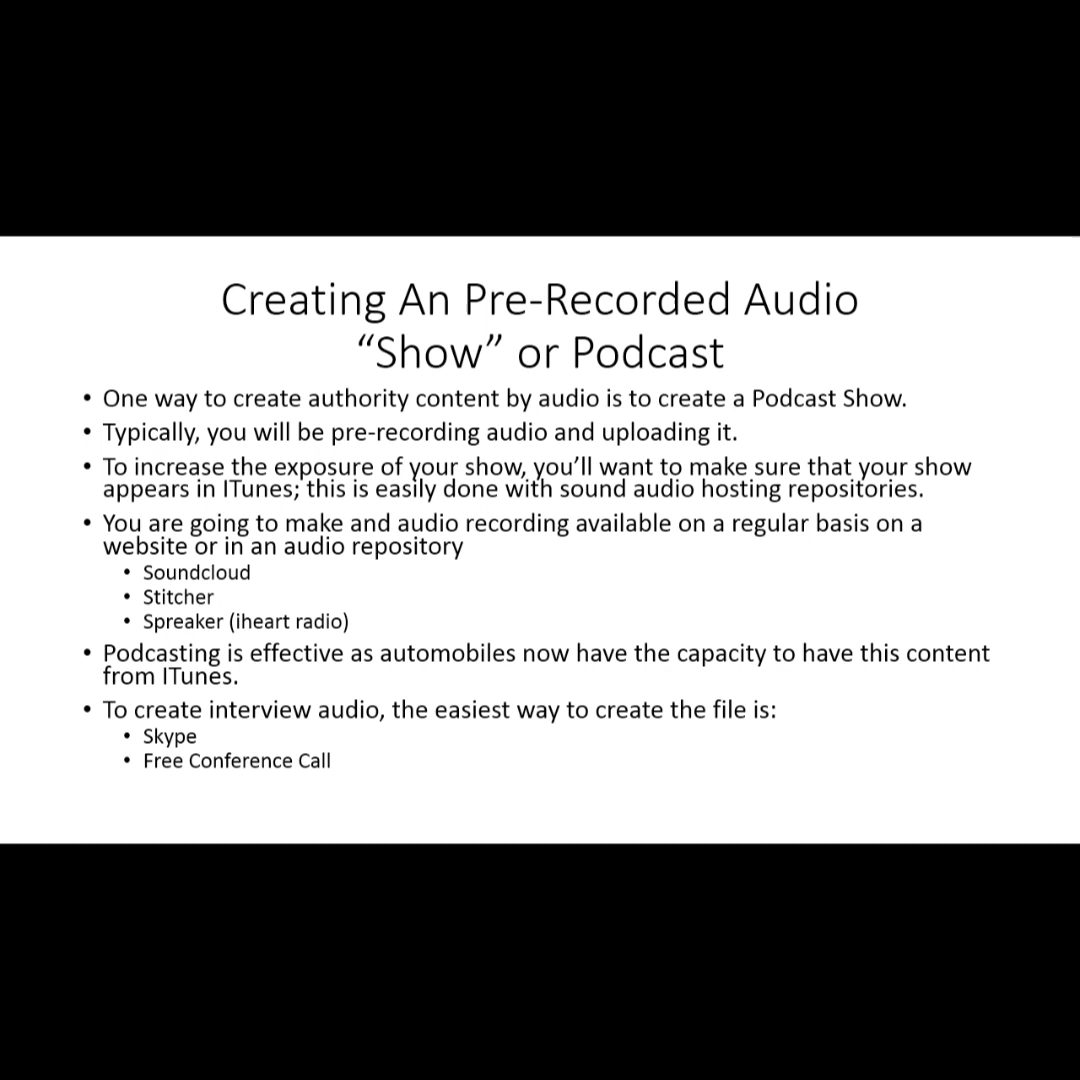 Creating An Pre-Recorded Audio
“Show” or Podcast
• One way to create authority content by audio is to create a Podcast Show.
• Typically, you will be pre-recording audio and uploading it.
• To increase the exposure of your show, you’ll want to make sure that your show
appears in ITunes; this is easily done with sound audio hosting repositories.
• You are going to make and audio recording available on a regular basis on a
website or in an audio repository
• Soundcloud
• Stitcher
• Spreaker (iheart radio)
• Podcasting is effective as automobiles now have the capacity to have this content
from ITunes.
• To create interview audio, the easiest way to create the file is:
• Skype
• Free Conference Call